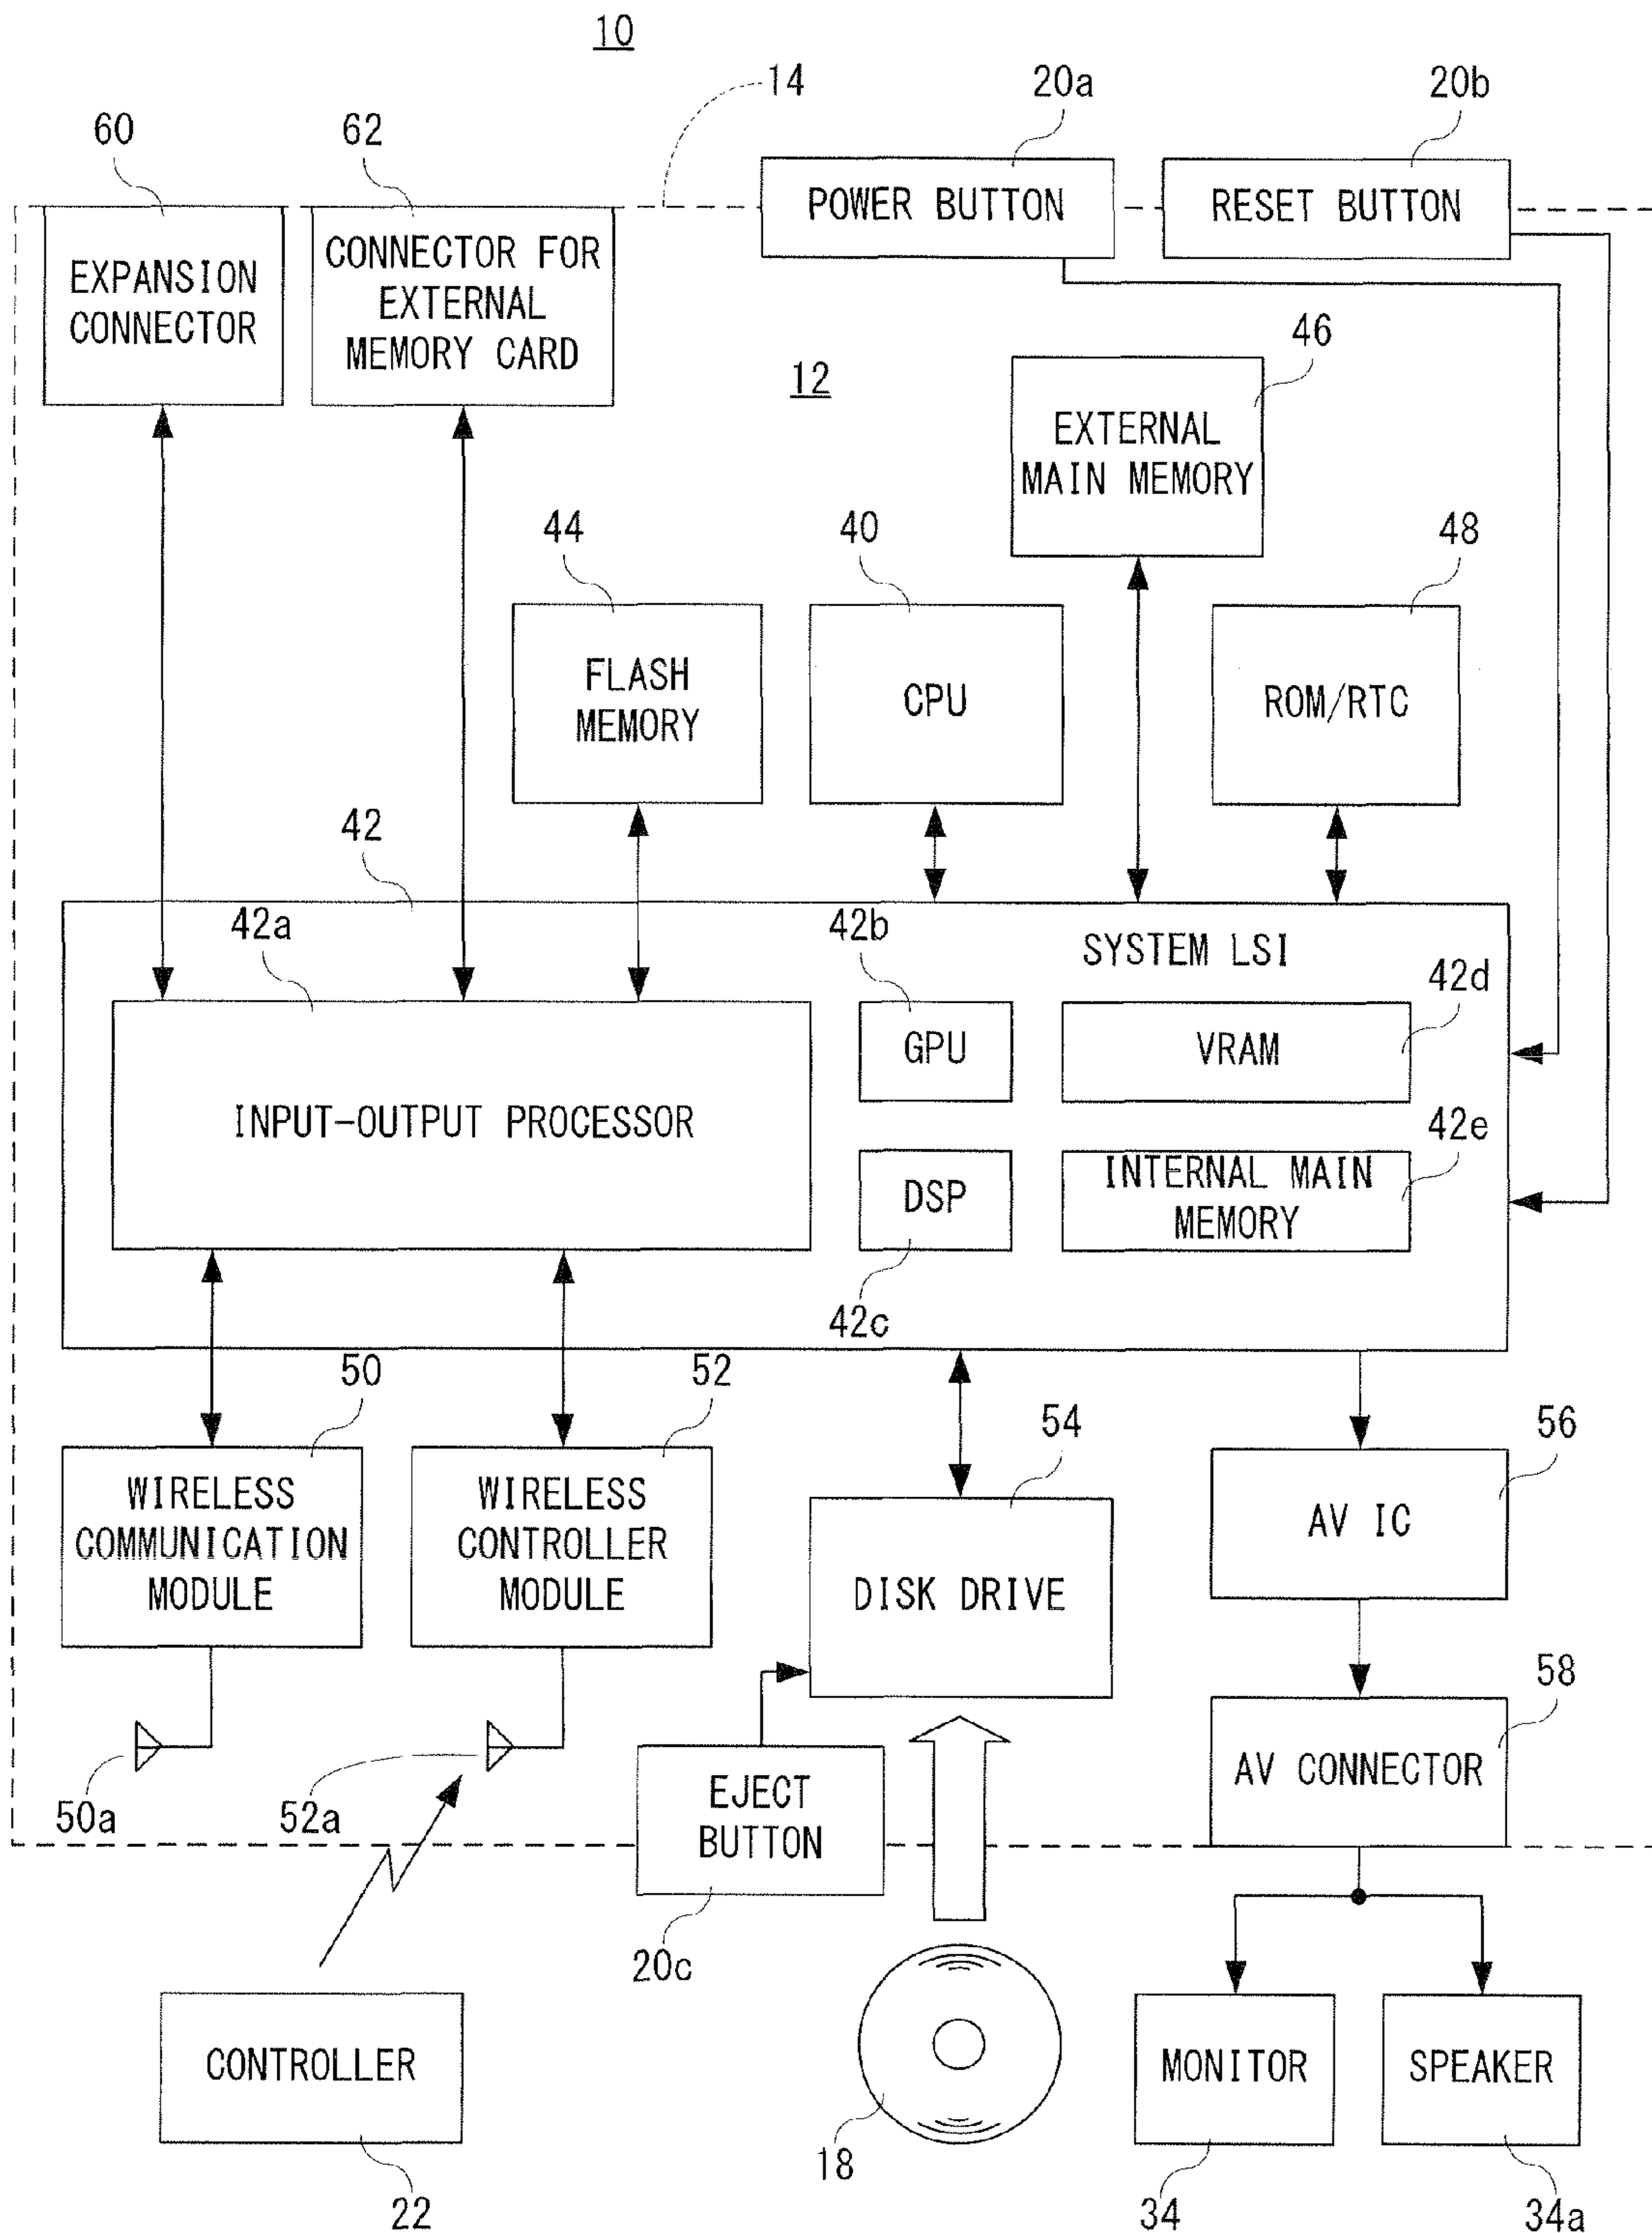 10
14
20a
20b
60
62
POWER BUTTON
RESET BUTTON
EXPANSION
CONNECTOR
CONNECTOR FOR
EXTERNAL
MEMORY CARD
12
46
EXTERNAL
MAIN MEMORY
44
40
48
FLASH
MEMORY
CPU
ROM/RTC
42
42a
42b
SYSTEM LSI
42d
GPU
VRAM
INPUT-OUTPUT PROCESSOR
42e
DSP
INTERNAL MAIN
MEMORY
42c
50
52
54
56
WIRELESS
COMMUNICATION
MODULE
WIRELESS
CONTROLLER
MODULE
DISK DRIVE
AV IC
58
50a
52a
EJECT
BUTTON
AV CONNECTOR
20c
CONTROLLER
MONITOR
SPEAKER
18
22
34
34a